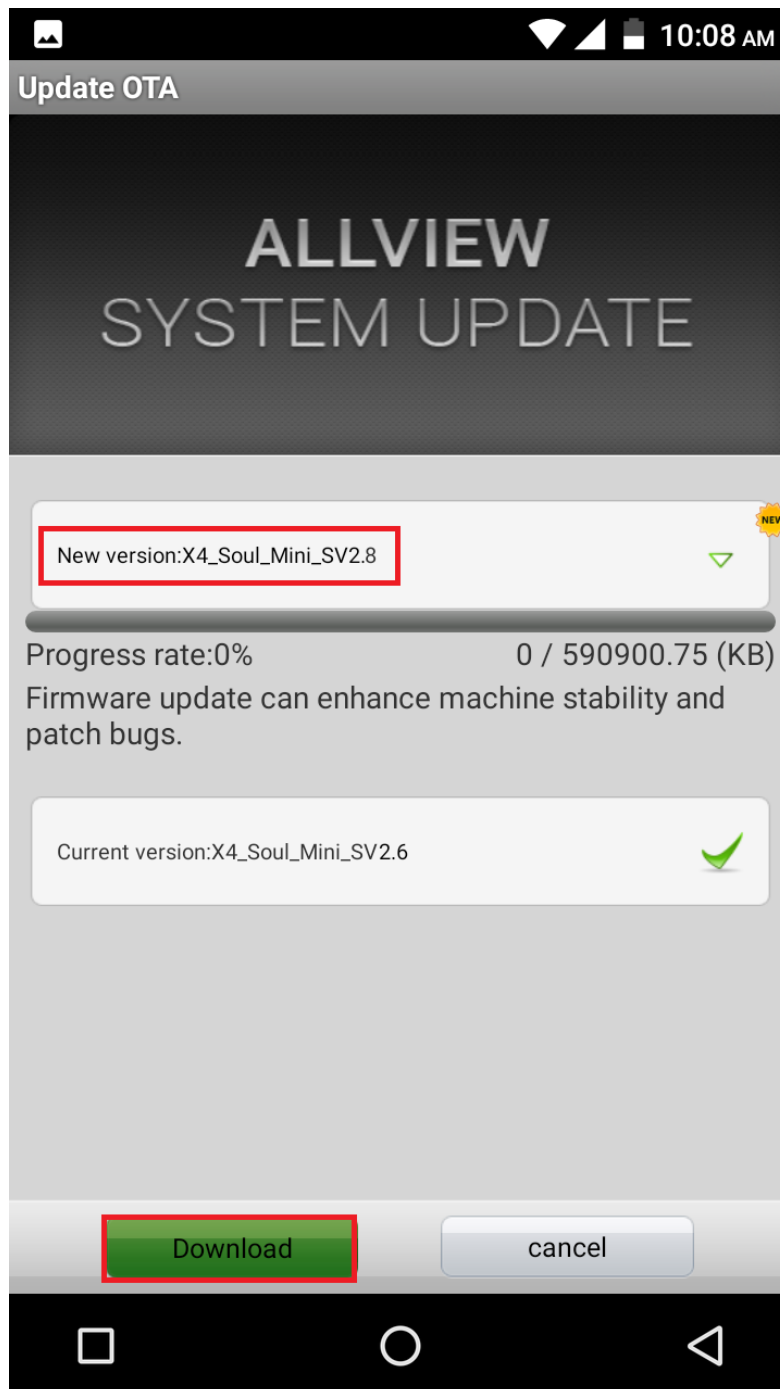 10:08 AM
Update OTA
ALLVIEW
SYSTEM UPDATE
NEW
New version:X4_Soul_Mini_SV2.8
Progress rate:0% 0 / 590900.75 (KB)
Firmware update can enhance machine stability and
patch bugs.
Current version:X4_Soul_Mini_SV2.6
Download cancel